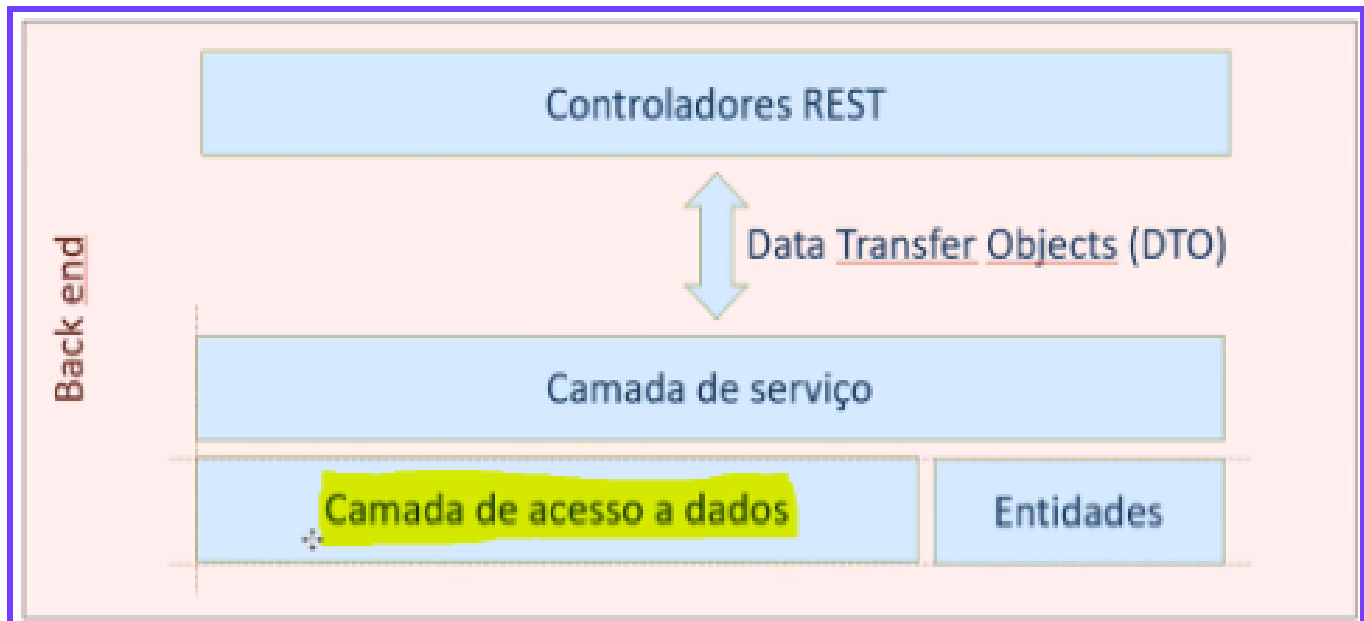 Controladores REST
Data Transfer Objects (DTO)
Back end
Camada de serviço
Camada de acesso a dados
Entidades